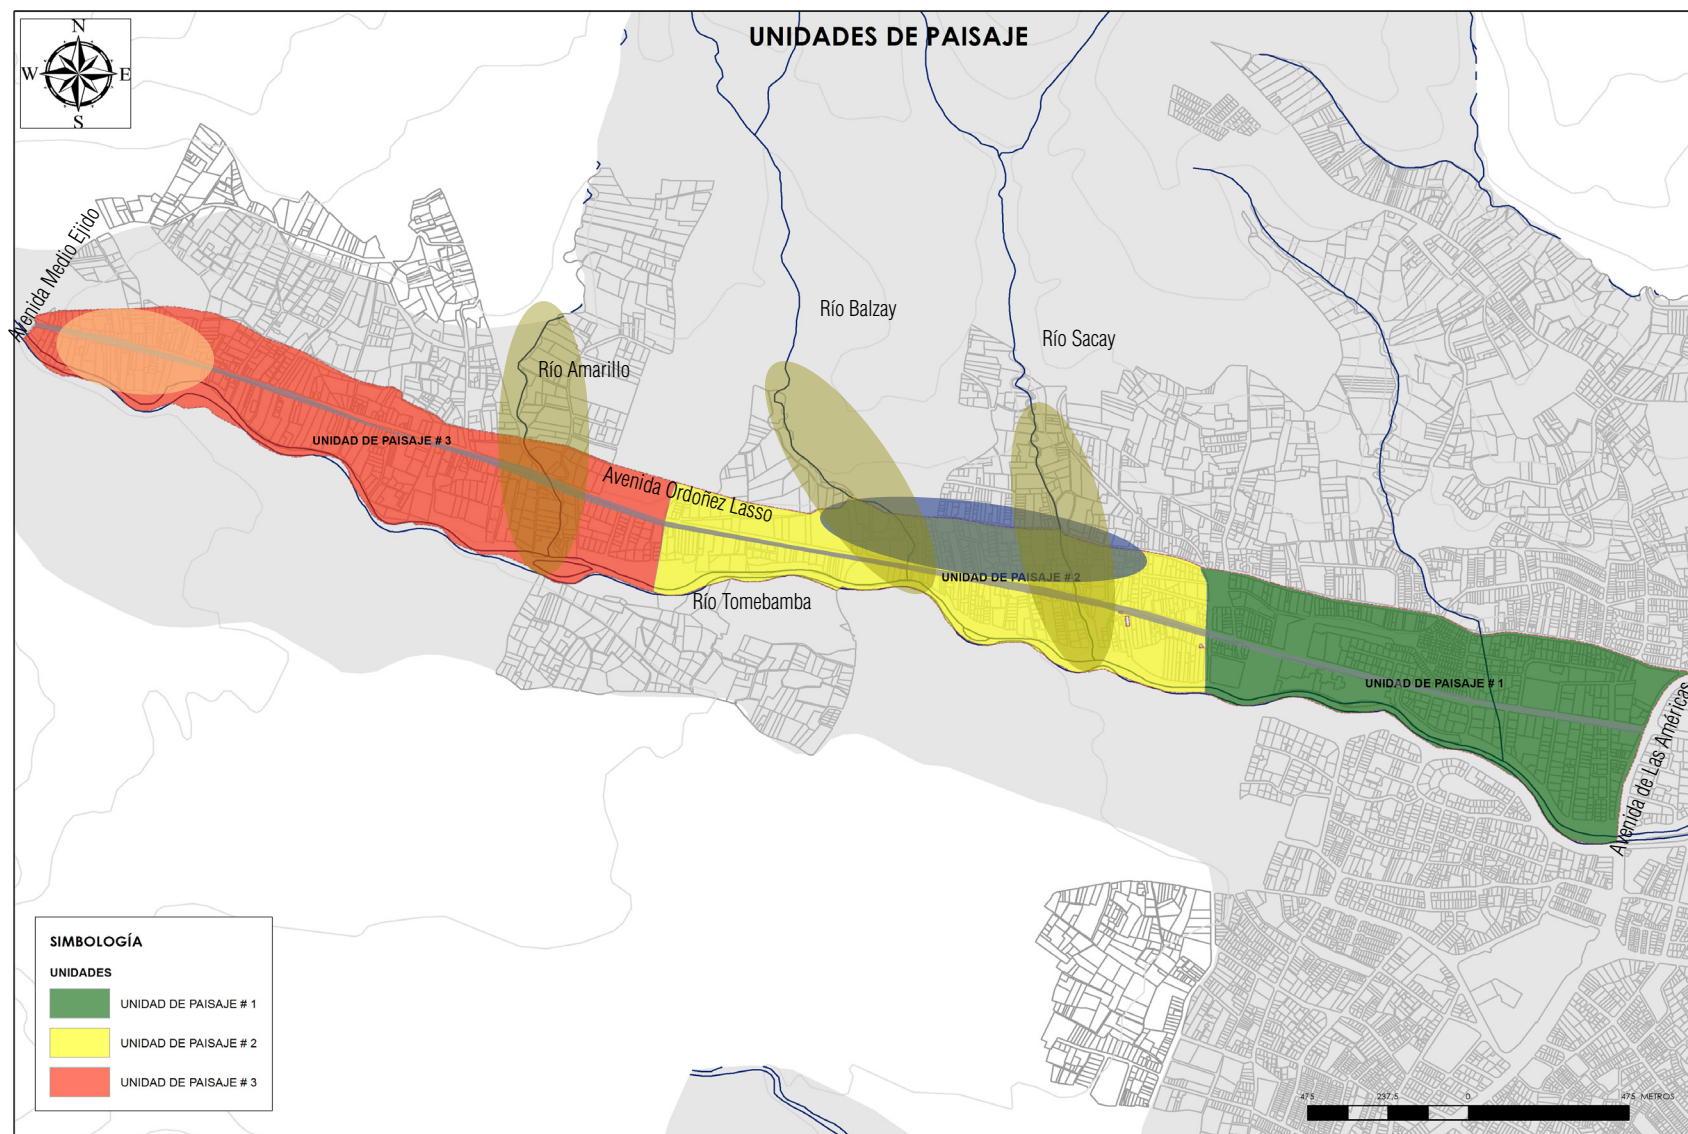 UNIDADES DE PAISAJE
N
W E
S
Avenida Medio Ejido
Río Balzay
Río Sacay
Río Amarillo
UNIDAD DE PAISAJE # 3
Avenida Ordoñez Lasso
UNIDAD DE PAISAJE # 2
Río Tomebamba
UNIDAD DE PAISAJE # 1
Avenida de Las Américas
SIMBOLOGÍA
UNIDADES
UNIDAD DE PAISAJE # 1
UNIDAD DE PAISAJE # 2
UNIDAD DE PAISAJE # 3
475 237,5 0 475 METROS